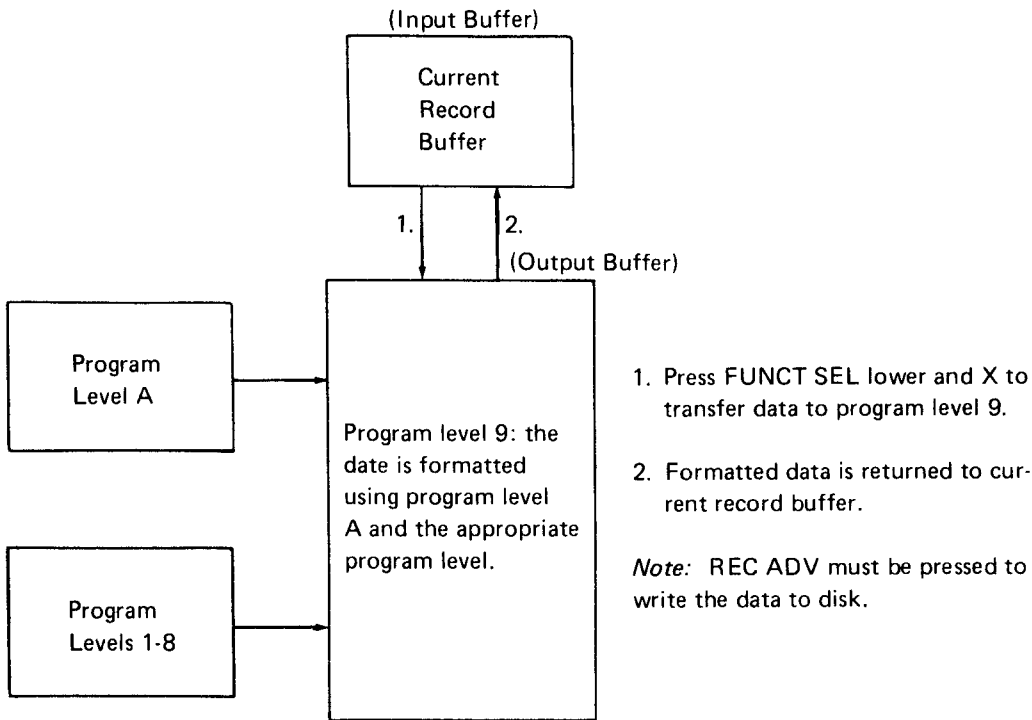 (Input Buffer)
Current
Record
Buffer
1.
2.
(Output Buffer)
Program
Level A
Program level 9: the
date is formatted
using program level
A and the appropriate
program level.
Program
Levels 1-8
1. Press FUNCT SEL lower and X to
transfer data to program level 9.
2. Formatted data is returned to cur-
rent record buffer.
Note: REC ADV must be pressed to
write the data to disk.